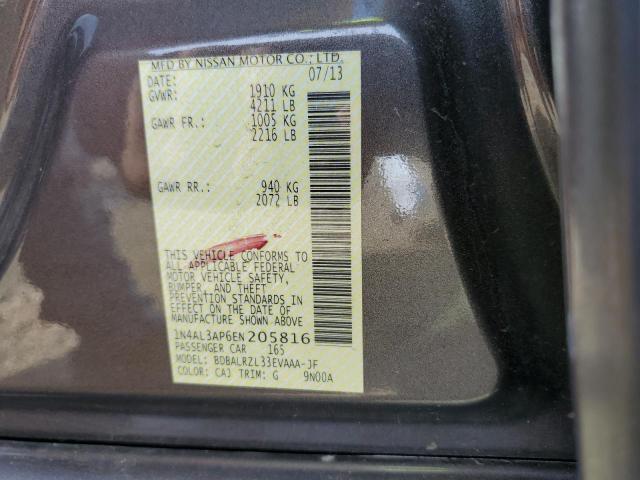 MFD BY NISSAN MOTOR CO., LTD.
DATE: 07/13
GVWR: 1910 KG
4211 LB
GAWR FR.: 1005 KG
2216 LB
GAWR RR.: 940 KG
2072 LB
THIS VEHICLE CONFORMS TO
ALL APPLICABLE FEDERAL
MOTOR VEHICLE SAFETY,
BUMPER, AND THEFT
PREVENTION STANDARDS IN
EFFECT ON THE DATE OF
MANUFACTURE SHOWN ABOVE
1N4AL3AP6EN205816
PASSENGER CAR 165
MODEL: BDBALRZL33EVAAA-JF
COLOR: CAJ TRIM: G 9N00A